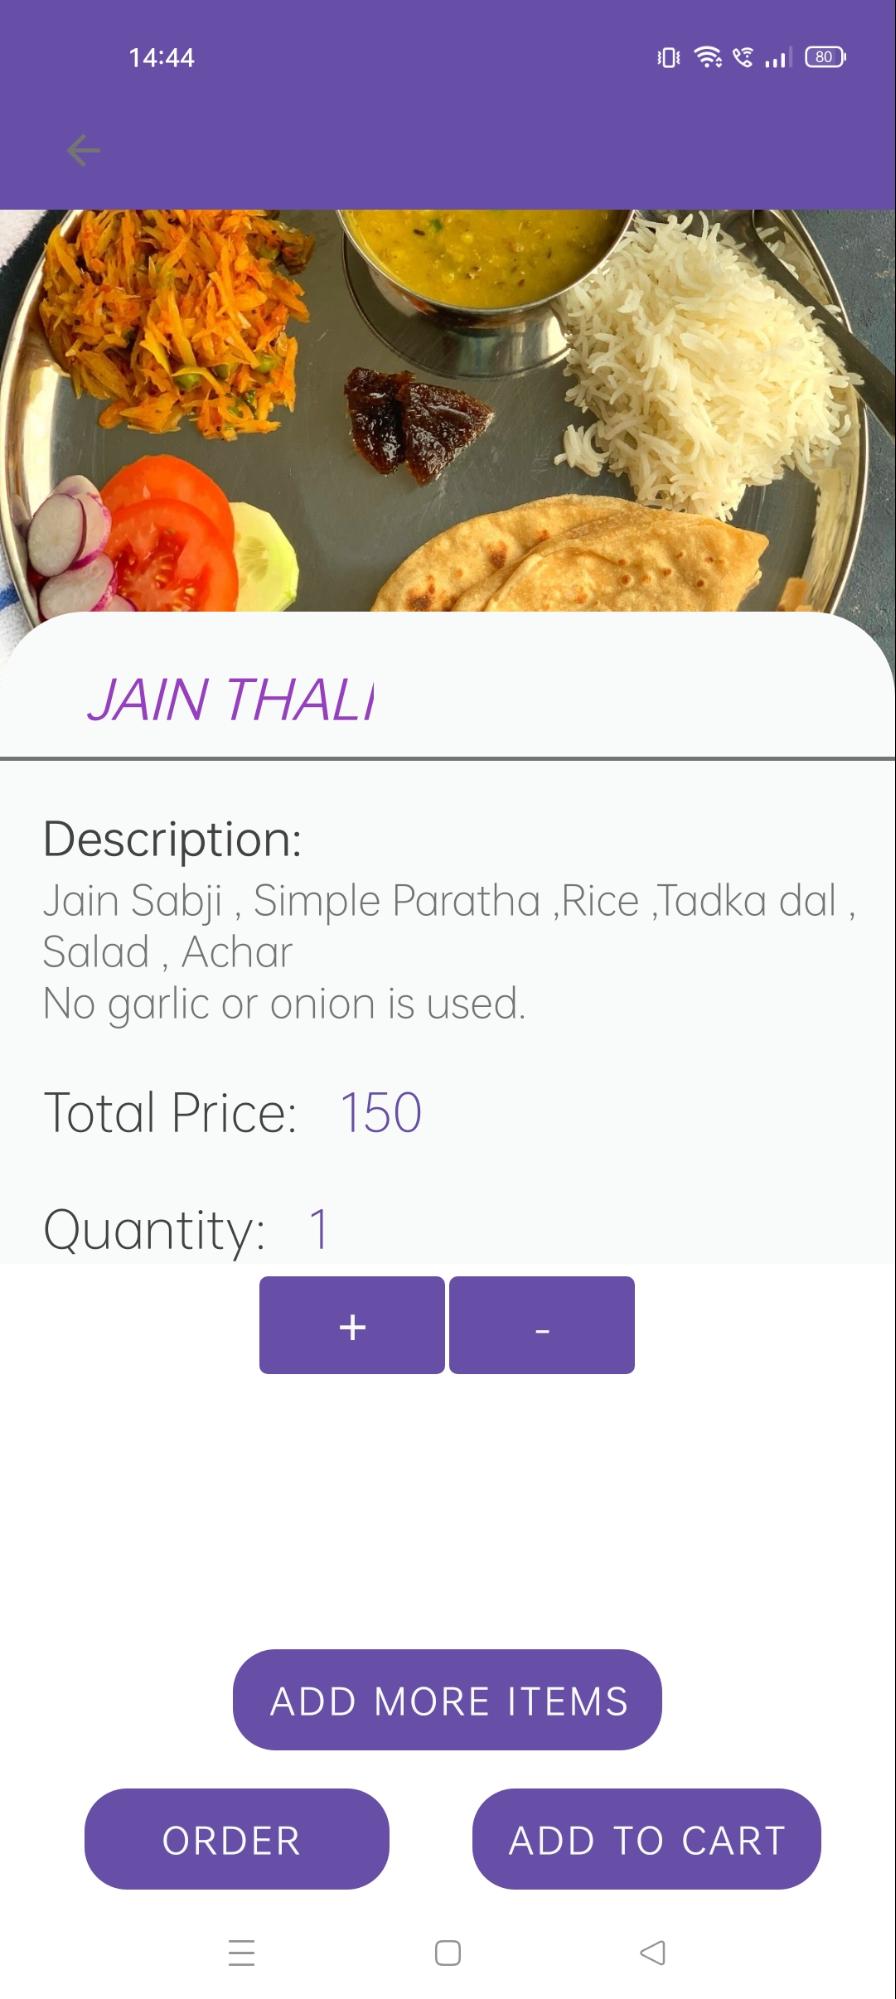 14:44
80
JAIN THALI
Description:
Jain Sabji , Simple Paratha ,Rice ,Tadka dal ,
Salad , Achar
No garlic or onion is used.
Total Price: 150
Quantity: 1
+ -
ADD MORE ITEMS
ORDER ADD TO CART